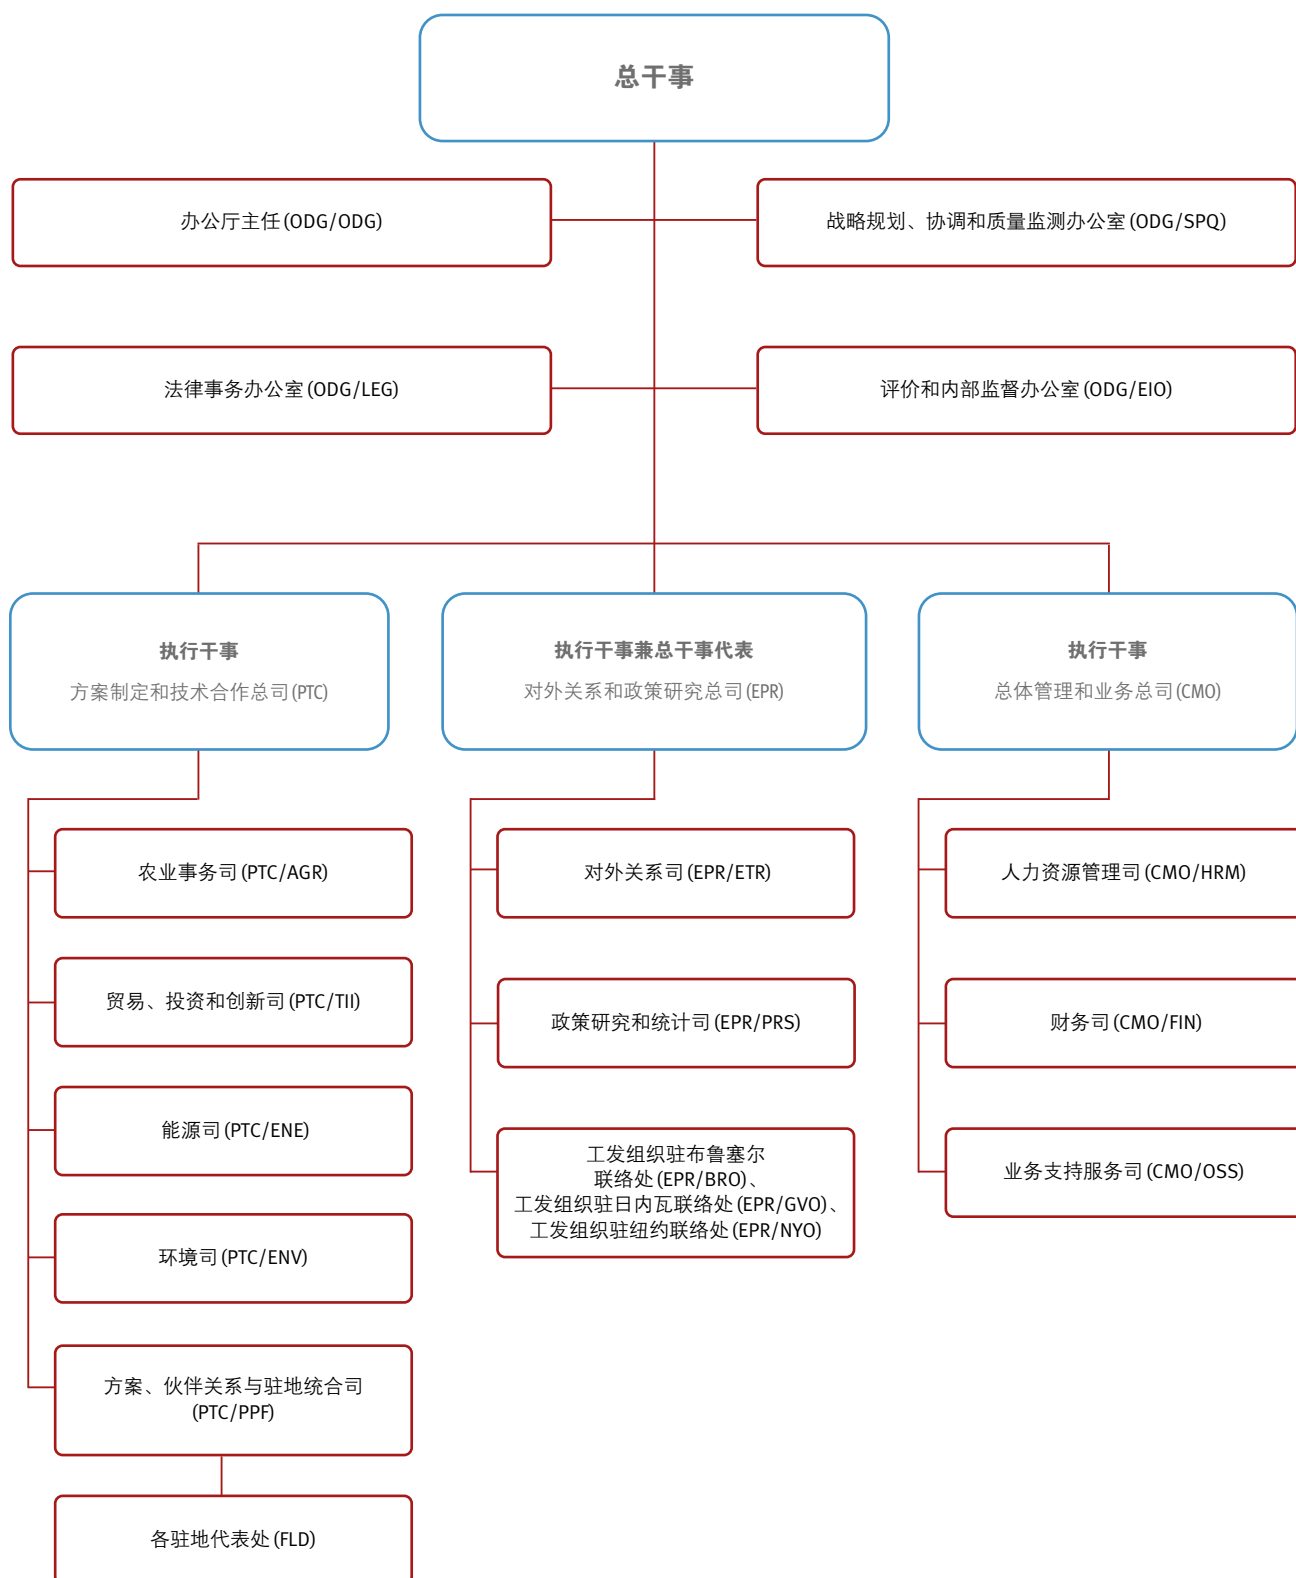 总干事
办公厅主任(ODG/ODG)
战略规划、协调和质量监测办公室(ODG/SPQ)
法律事务办公室(ODG/LEG)
评价和内部监督办公室(ODG/EIO)
执行干事
方案制定和技术合作总司(PTC)
执行干事兼总干事代表
对外关系和政策研究总司(EPR)
执行干事
总体管理和业务总司(CMO)
农业事务司(PTC/AGR)
贸易、投资和创新司(PTC/TII)
能源司(PTC/ENE)
环境司(PTC/ENV)
方案、伙伴关系与驻地统合司
(PTC/PPF)
各驻地代表处(FLD)
对外关系司(EPR/ETR)
政策研究和统计司(EPR/PRS)
工发组织驻布鲁塞尔
联络处(EPR/BRO)、
工发组织驻日内瓦联络处(EPR/GVO)、
工发组织驻纽约联络处(EPR/NYO)
人力资源管理司(CMO/HRM)
财务司(CMO/FIN)
业务支持服务司(CMO/OSS)